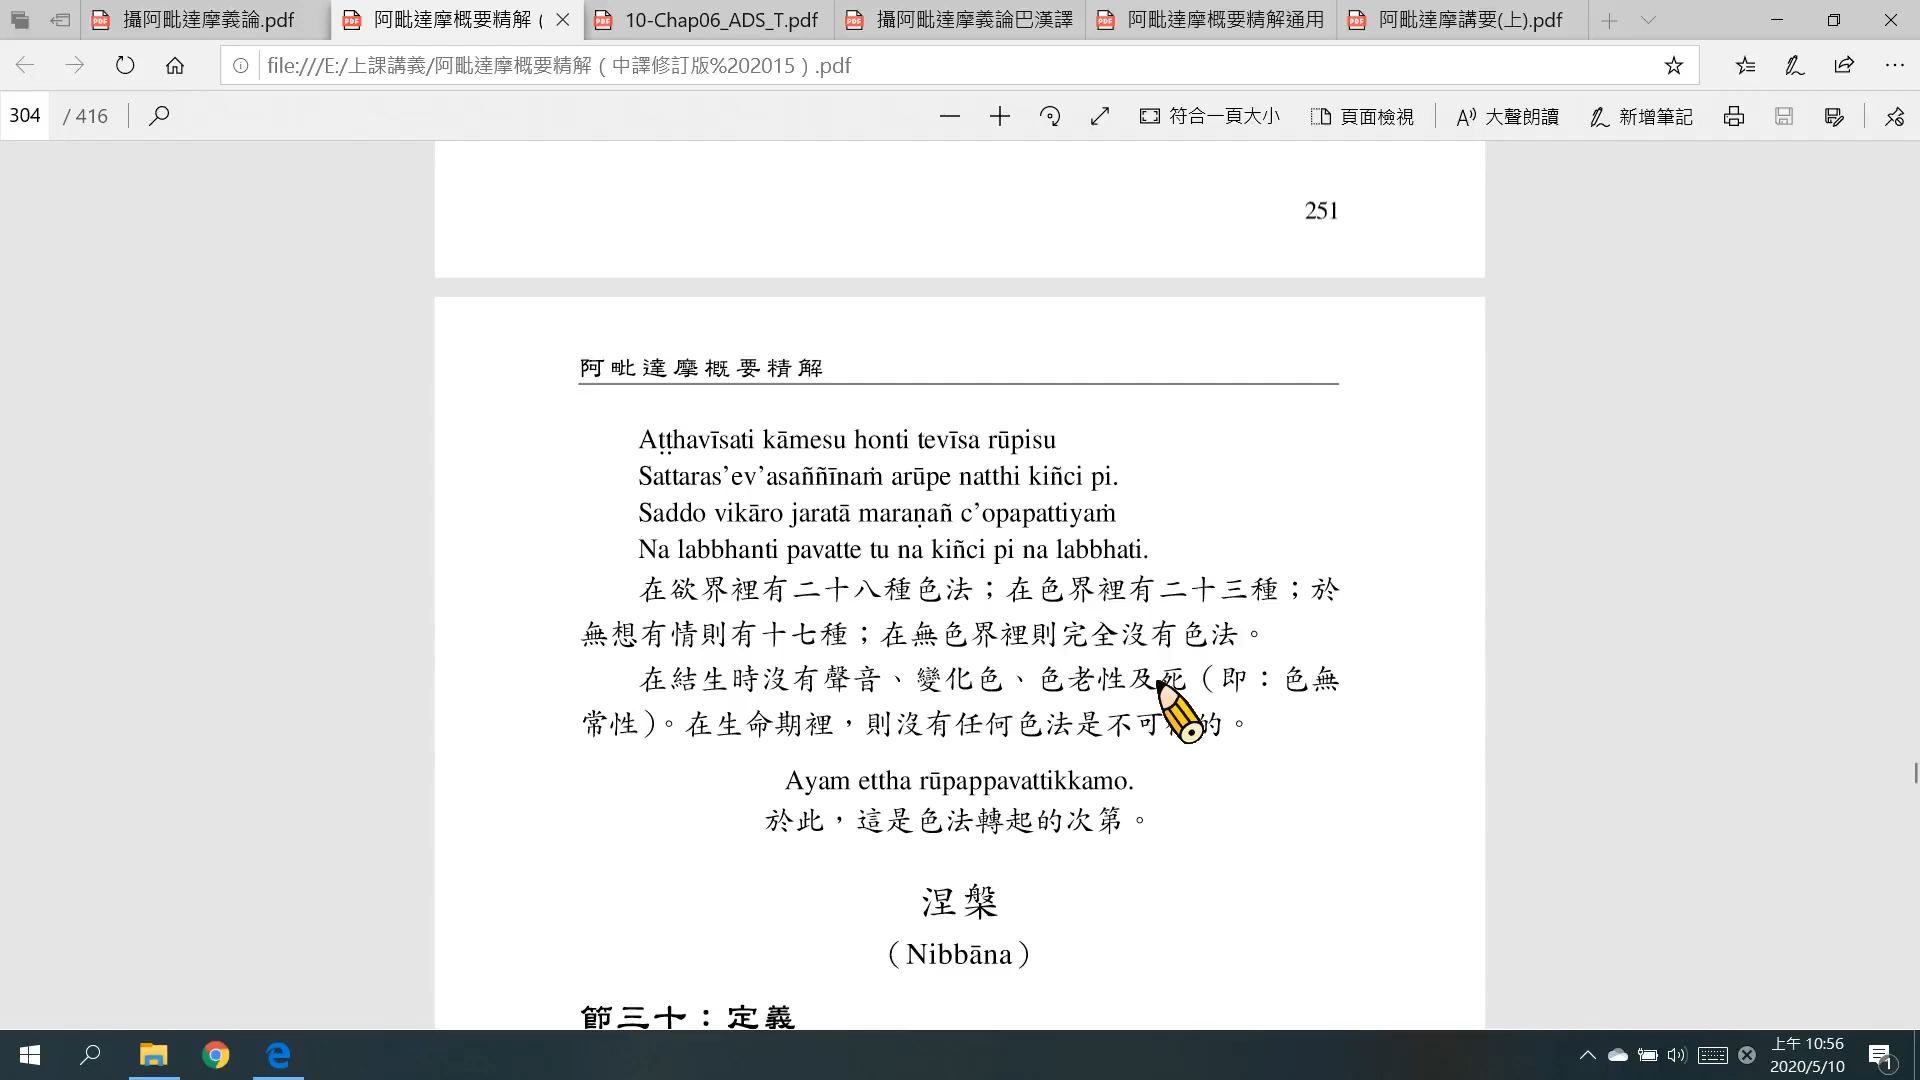 攝阿毗達摩義論.pdf
阿毗達摩概要精解 (
10-Chap06_ADS_T.pdf
攝阿毗達摩義論巴漢譯
阿毗達摩概要精解通用
阿毗達摩講要(上).pdf
file:///E:/上課講義/阿毗達摩概要精解（中譯修訂版%202015）.pdf
304 / 416
符合一頁大小
頁面檢視
大聲朗讀
新增筆記
251
阿毗達摩概要精解
Aṭṭhavīsati kāmesu honti tevīsa rūpisu
Sattaras’ev’asaññīnaṁ arūpe natthi kiñci pi.
Saddo vikāro jaratā maraṇañ c’opapattiyaṁ
Na labbhanti pavatte tu na kiñci pi na labbhati.
在欲界裡有二十八種色法；在色界裡有二十三種；於
無想有情則有十七種；在無色界裡則完全沒有色法。
在結生時沒有聲音、變化色、色老性及死（即：色無
常性）。在生命期裡，則沒有任何色法是不可的。
Ayam ettha rūpappavattikkamo.
於此，這是色法轉起的次第。
涅槃
（Nibbāna）
節三十：定義
上午 10:56
2020/5/10
1